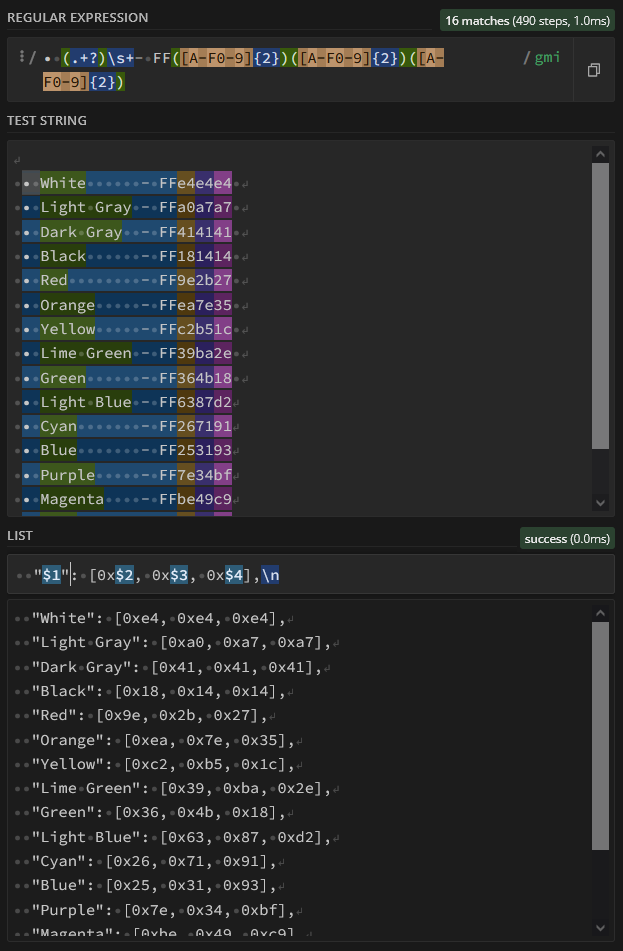 REGULAR EXPRESSION
16 matches (490 steps, 1.0ms)
/ • (.+?)\s+- FF([A-F0-9]{2})([A-F0-9]{2})([A-F0-9]{2})
/ gmi
TEST STRING
• White       - FFe4e4e4
• Light Gray  - FFa0a7a7
• Dark Gray   - FF414141
• Black       - FF181414
• Red         - FF9e2b27
• Orange      - FFea7e35
• Yellow      - FFc2b51c
• Lime Green  - FF39ba2e
• Green       - FF364b18
• Light Blue  - FF6387d2
• Cyan        - FF267191
• Blue        - FF253193
• Purple      - FF7e34bf
• Magenta     - FFbe49c9
LIST
success (0.0ms)
"$1": [0x$2, 0x$3, 0x$4],\n
"White": [0xe4, 0xe4, 0xe4],
"Light Gray": [0xa0, 0xa7, 0xa7],
"Dark Gray": [0x41, 0x41, 0x41],
"Black": [0x18, 0x14, 0x14],
"Red": [0x9e, 0x2b, 0x27],
"Orange": [0xea, 0x7e, 0x35],
"Yellow": [0xc2, 0xb5, 0x1c],
"Lime Green": [0x39, 0xba, 0x2e],
"Green": [0x36, 0x4b, 0x18],
"Light Blue": [0x63, 0x87, 0xd2],
"Cyan": [0x26, 0x71, 0x91],
"Blue": [0x25, 0x31, 0x93],
"Purple": [0x7e, 0x34, 0xbf],
"Magenta": [0xbe, 0x49, 0xc9]